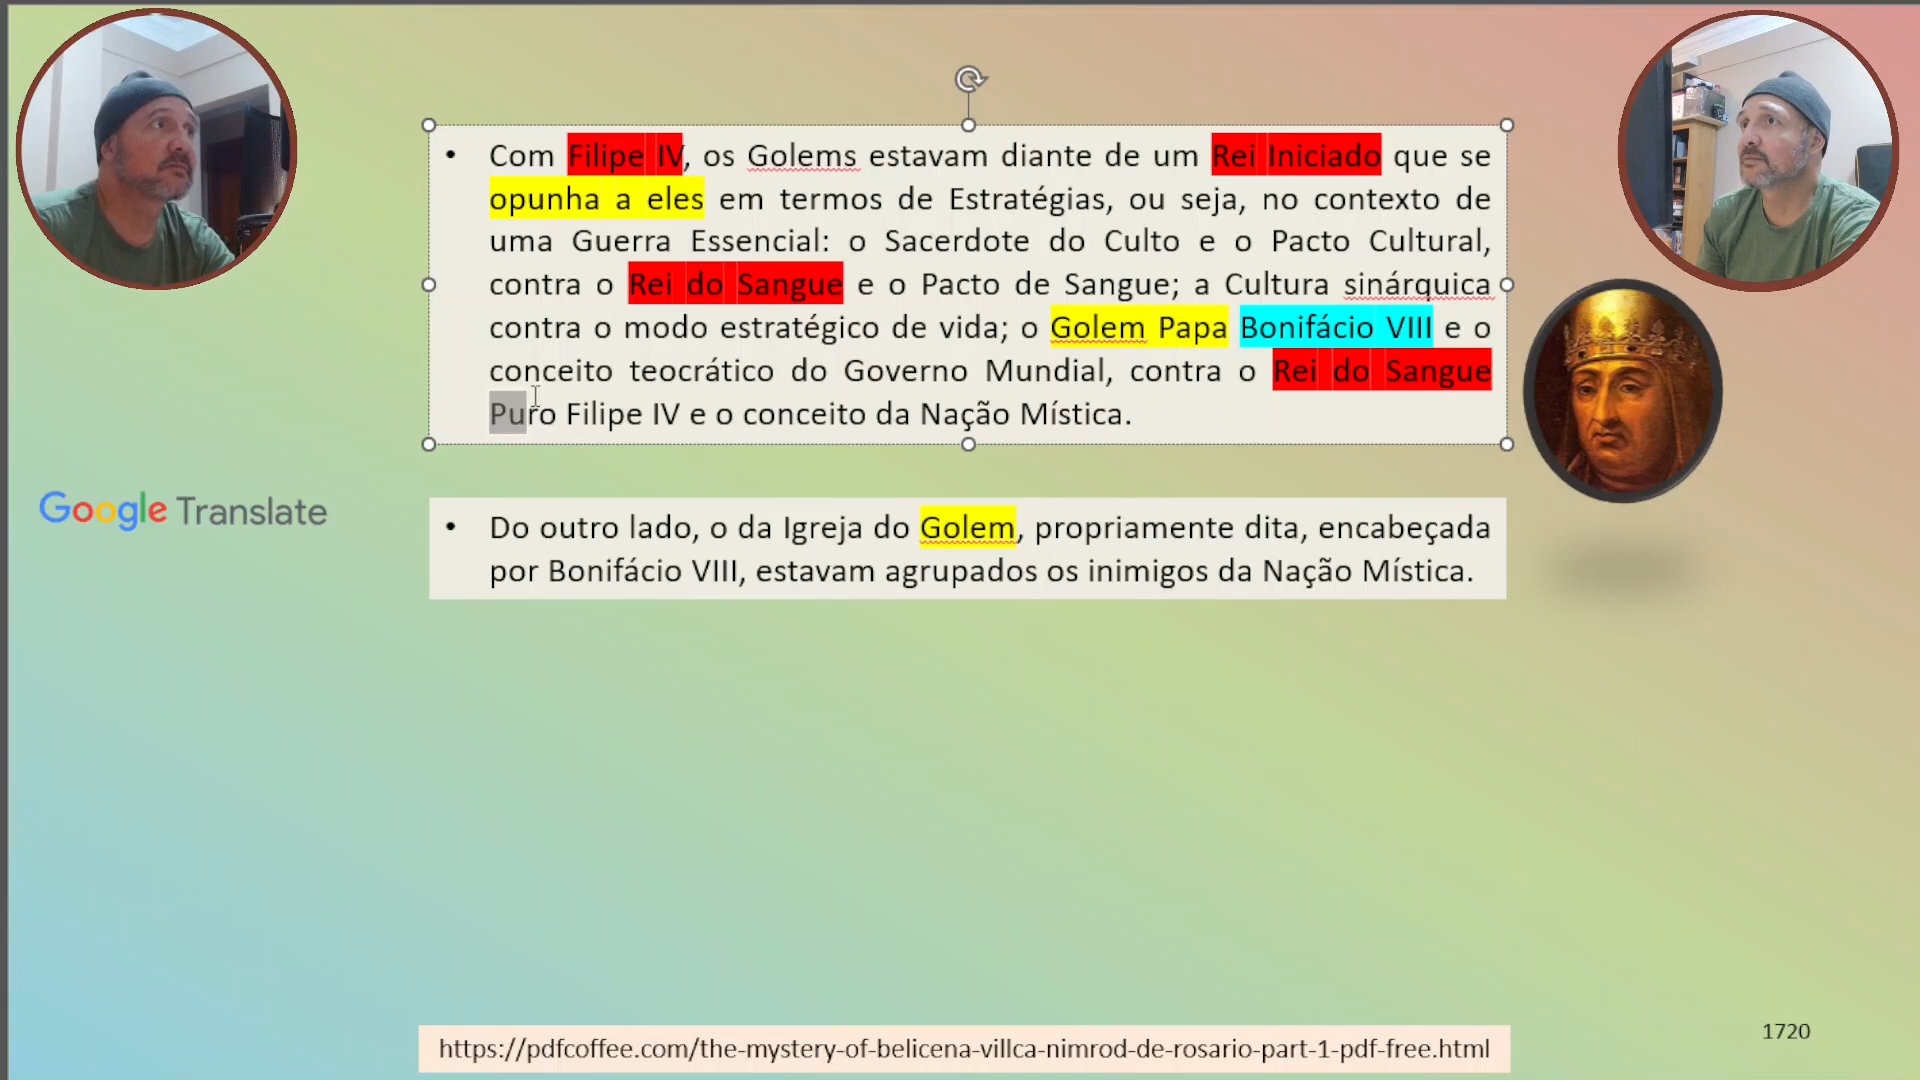 • Com Filipe IV, os Golems estavam diante de um Rei Iniciado que se
opunha a eles em termos de Estratégias, ou seja, no contexto de
uma Guerra Essencial: o Sacerdote do Culto e o Pacto Cultural,
contra o Rei do Sangue e o Pacto de Sangue; a Cultura sinárquica
contra o modo estratégico de vida; o Golem Papa Bonifácio VIII e o
conceito teocrático do Governo Mundial, contra o Rei do Sangue
Puro Filipe IV e o conceito da Nação Mística.
Google Translate
• Do outro lado, o da Igreja do Golem, propriamente dita, encabeçada
por Bonifácio VIII, estavam agrupados os inimigos da Nação Mística.
1720
https://pdfcoffee.com/the-mystery-of-belicena-villca-nimrod-de-rosario-part-1-pdf-free.html